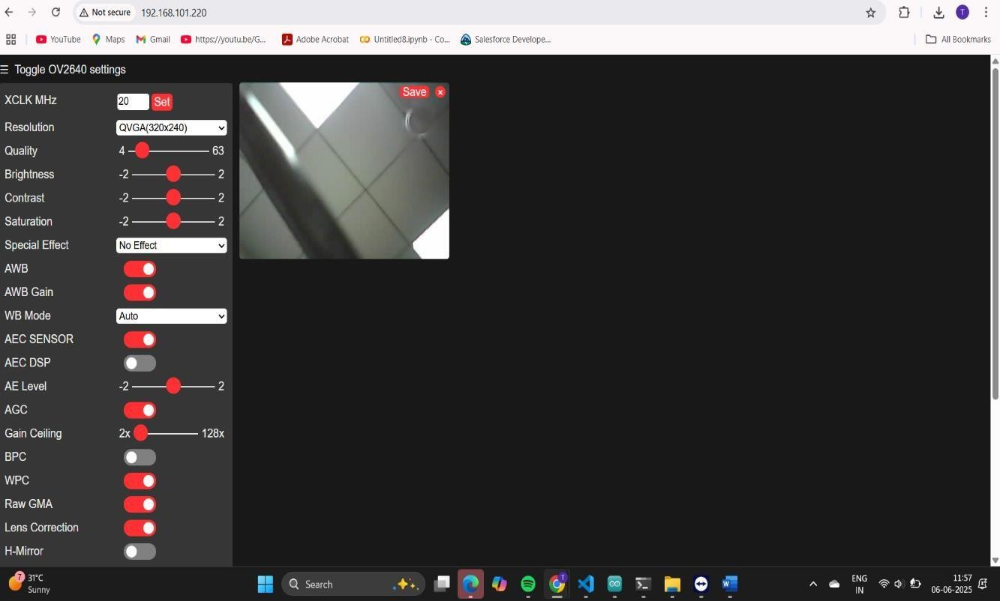 Not secure 192.168.101.220 T
YouTube Maps Gmail https://youtu.be/G... Adobe Acrobat Untitled8.ipynb - Co... Salesforce Develope... All Bookmarks
Toggle OV2640 settings
XCLK MHz 20 Set
Resolution QVGA(320x240)
Quality 4 63
Brightness -2 2
Contrast -2 2
Saturation -2 2
Special Effect No Effect
AWB
AWB Gain
WB Mode Auto
AEC SENSOR
AEC DSP
AE Level -2 2
AGC
Gain Ceiling 2x 128x
BPC
WPC
Raw GMA
Lens Correction
H-Mirror
Save ×
7 31°C
Sunny
Search
T
W
ENG
IN
11:57
06-06-2025